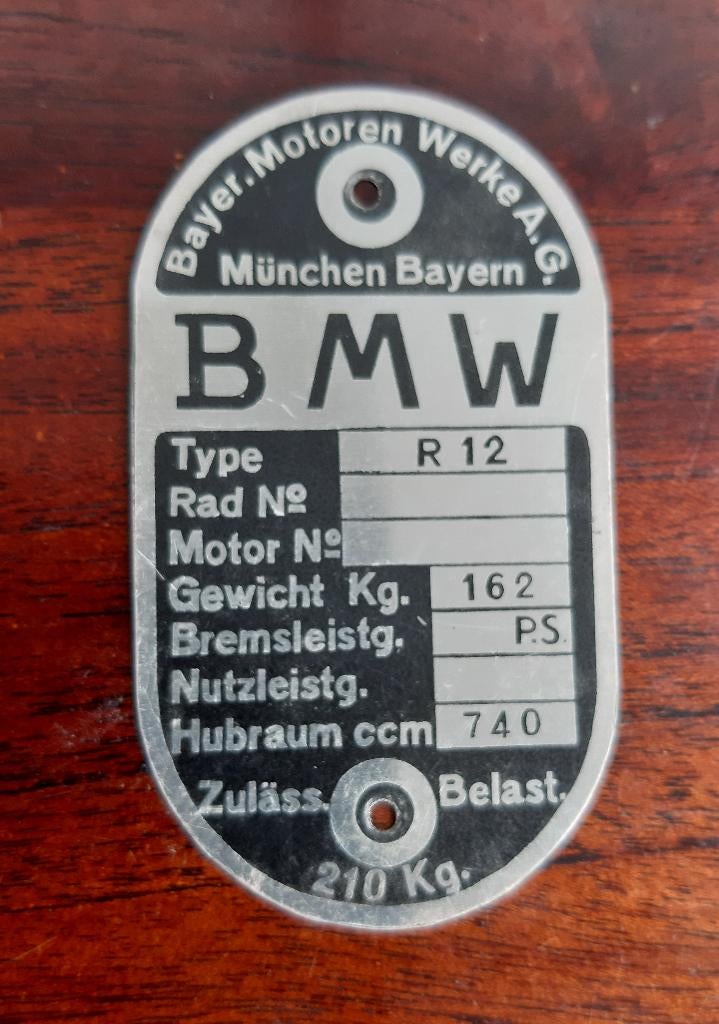 Bayer. Motoren Werke A.G.
München Bayern
BMW
Type R 12
Rad Nº
Motor Nº
Gewicht Kg. 162
Bremsleistg. P.S.
Nutzleistg.
Hubraum ccm 740
Zuläss. Belast.
210 Kg.